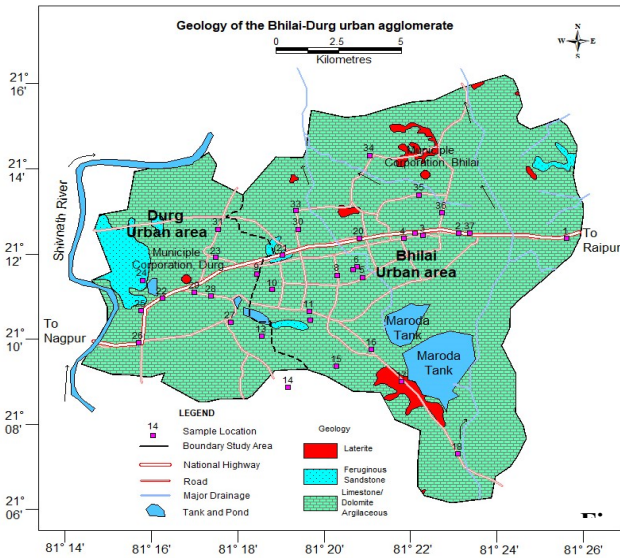 Geology of the Bhilai-Durg urban agglomerate
0 2.5 5
Kilometres
N
W E
S
21° 16'
21° 14'
21° 12'
21° 10'
21° 08'
21° 06'
Shivnath River
34
Municiple
Corporation, Bhilai
35
36
33
30
31
Durg
Urban area
Municiple
Corporation, Durg
23
24
21
20
4
3
2
37
1
To
Raipur
Bhilai
Urban area
9
8
6
5
10
25
22
29
28
11
27
13
26
To
Nagpur
Maroda
Tank
Maroda
Tank
16
15
14
17
18
LEGEND
14
Sample Location
Boundary Study Area
National Highway
Road
Major Drainage
Tank and Pond
Geology
Laterite
Feruginous
Sandstone
Limestone/
Dolomite
Argilaceous
81° 14' 81° 16' 81° 18' 81° 20' 81° 22' 81° 24' 81° 26'